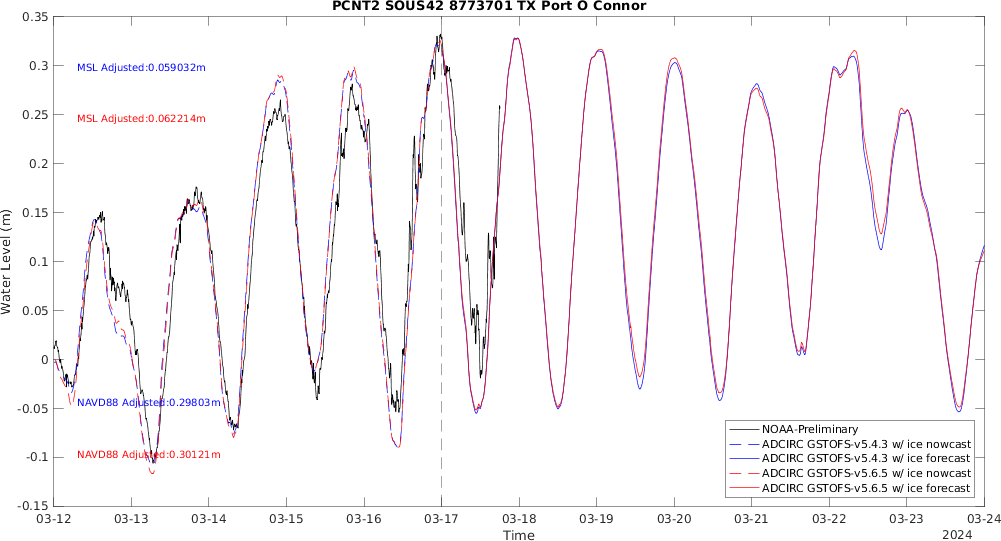 PCNT2 SOUS42 8773701 TX Port O Connor
0.35
0.3
0.25
0.2
0.15
0.1
0.05
0
-0.05
-0.1
-0.15
Water Level (m)
MSL Adjusted:0.059032m
MSL Adjusted:0.062214m
NAVD88 Adjusted:0.29803m
NAVD88 Adjusted:0.30121m
NOAA-Preliminary
ADCIRC GSTOFS-v5.4.3 w/ ice nowcast
ADCIRC GSTOFS-v5.4.3 w/ ice forecast
ADCIRC GSTOFS-v5.6.5 w/ ice nowcast
ADCIRC GSTOFS-v5.6.5 w/ ice forecast
03-12 03-13 03-14 03-15 03-16 03-17 03-18 03-19 03-20 03-21 03-22 03-23 03-24
Time
2024